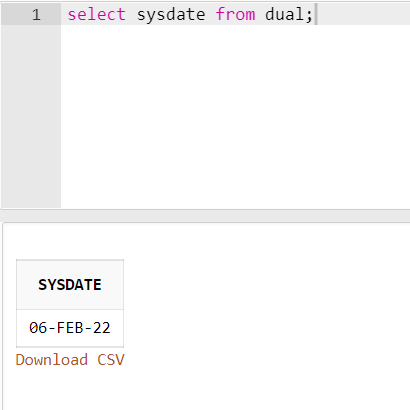 1 select sysdate from dual;
SYSDATE
06-FEB-22
Download CSV